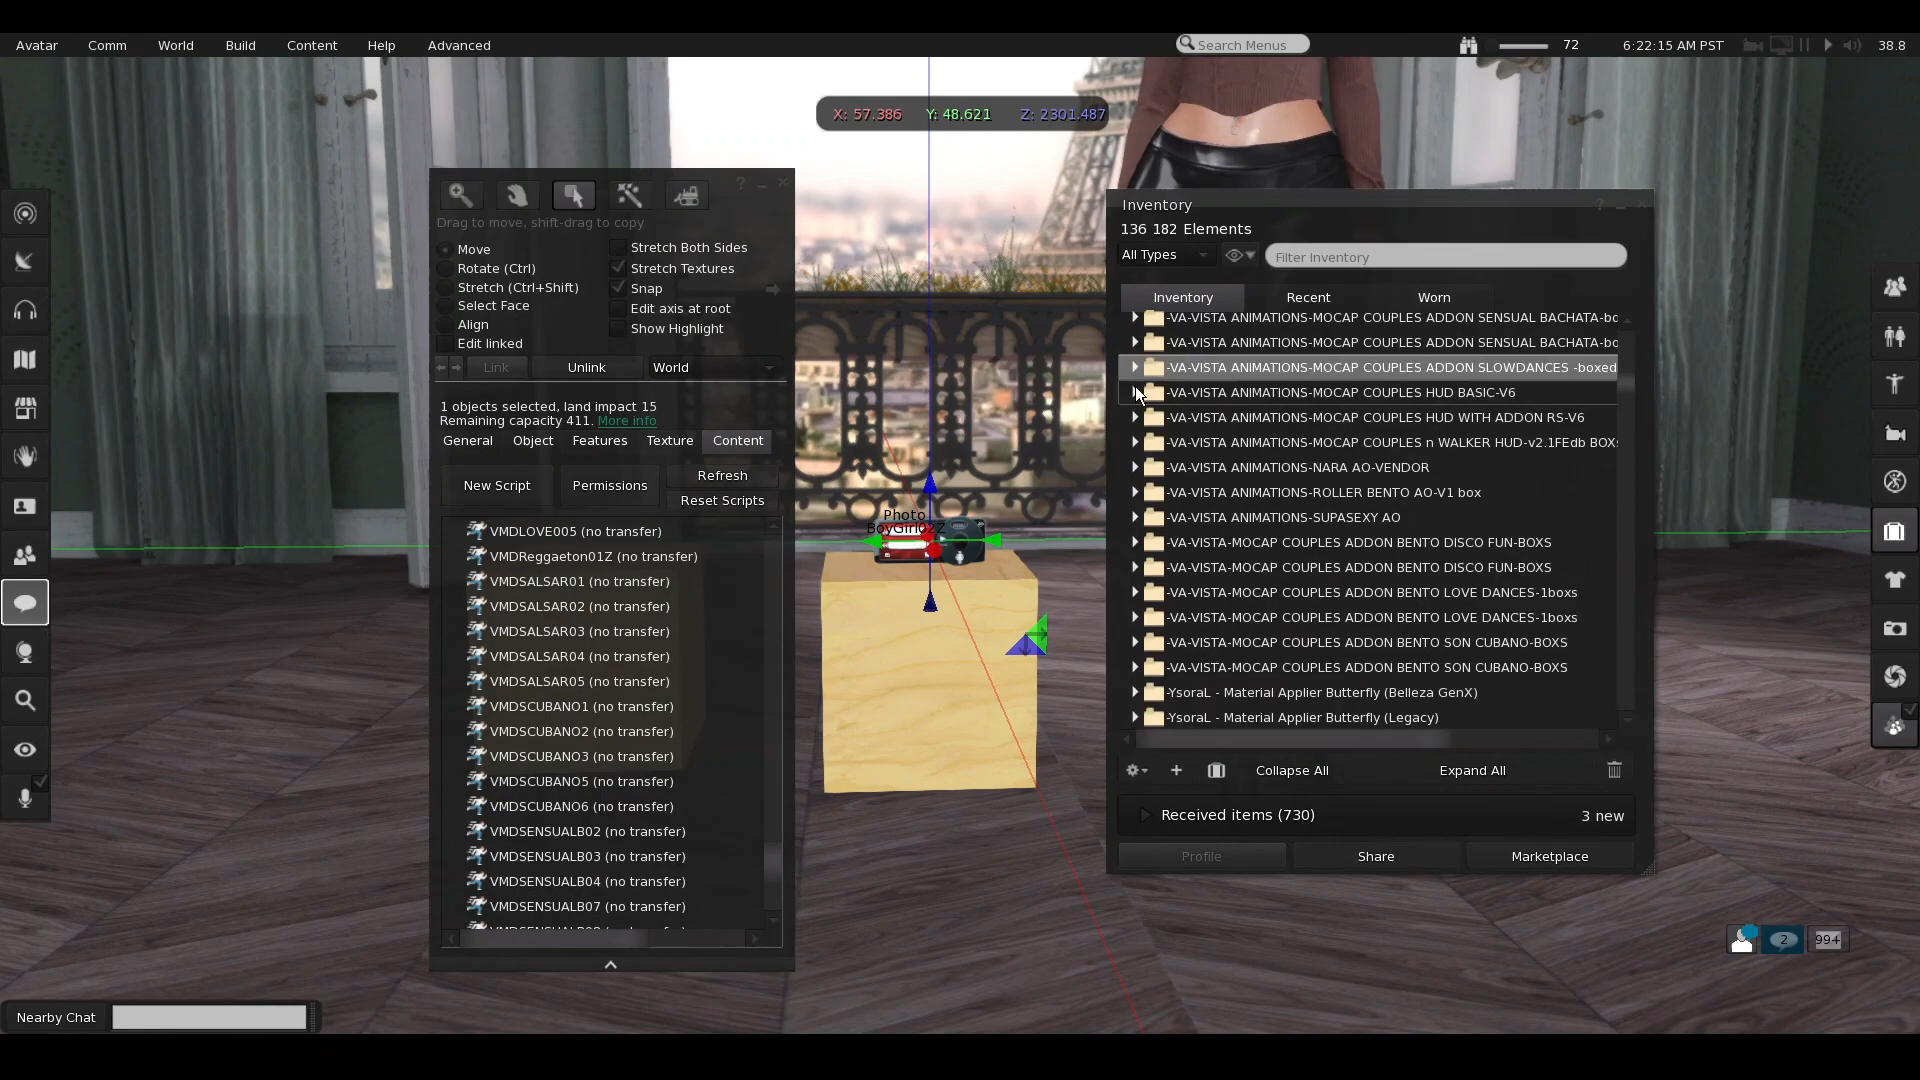 Avatar Comm World Build Content Help Advanced Search Menus 72 6:22:15 AM PST 38.8
X: 57.386 Y: 48.621 Z: 2301.487
Drag to move, shift-drag to copy
Move
Rotate (Ctrl)
Stretch (Ctrl+Shift)
Select Face
Align
Edit linked
Stretch Both Sides
Stretch Textures
Snap
Edit axis at root
Show Highlight
Link Unlink World
1 objects selected, land impact 15
Remaining capacity 411. More info
General Object Features Texture Content
New Script Permissions Refresh
Reset Scripts
VMDLOVE005 (no transfer)
VMDReggaeton01Z (no transfer)
VMDSALSAR01 (no transfer)
VMDSALSAR02 (no transfer)
VMDSALSAR03 (no transfer)
VMDSALSAR04 (no transfer)
VMDSALSAR05 (no transfer)
VMDSCUBANO1 (no transfer)
VMDSCUBANO2 (no transfer)
VMDSCUBANO3 (no transfer)
VMDSCUBANO5 (no transfer)
VMDSCUBANO6 (no transfer)
VMDSENSUALB02 (no transfer)
VMDSENSUALB03 (no transfer)
VMDSENSUALB04 (no transfer)
VMDSENSUALB07 (no transfer)
Photo
BoyGirl02Z
Inventory
136 182 Elements
All Types Filter Inventory
Inventory Recent Worn
-VA-VISTA ANIMATIONS-MOCAP COUPLES ADDON SENSUAL BACHATA-bo
-VA-VISTA ANIMATIONS-MOCAP COUPLES ADDON SENSUAL BACHATA-bo
-VA-VISTA ANIMATIONS-MOCAP COUPLES ADDON SLOWDANCES -boxed
-VA-VISTA ANIMATIONS-MOCAP COUPLES HUD BASIC-V6
-VA-VISTA ANIMATIONS-MOCAP COUPLES HUD WITH ADDON RS-V6
-VA-VISTA ANIMATIONS-MOCAP COUPLES n WALKER HUD-v2.1FEdb BOX
-VA-VISTA ANIMATIONS-NARA AO-VENDOR
-VA-VISTA ANIMATIONS-ROLLER BENTO AO-V1 box
-VA-VISTA ANIMATIONS-SUPASEXY AO
-VA-VISTA-MOCAP COUPLES ADDON BENTO DISCO FUN-BOXS
-VA-VISTA-MOCAP COUPLES ADDON BENTO DISCO FUN-BOXS
-VA-VISTA-MOCAP COUPLES ADDON BENTO LOVE DANCES-1boxs
-VA-VISTA-MOCAP COUPLES ADDON BENTO LOVE DANCES-1boxs
-VA-VISTA-MOCAP COUPLES ADDON BENTO SON CUBANO-BOXS
-VA-VISTA-MOCAP COUPLES ADDON BENTO SON CUBANO-BOXS
-YsoraL - Material Applier Butterfly (Belleza GenX)
-YsoraL - Material Applier Butterfly (Legacy)
Collapse All Expand All
Received items (730) 3 new
Profile Share Marketplace
2 99+
Nearby Chat